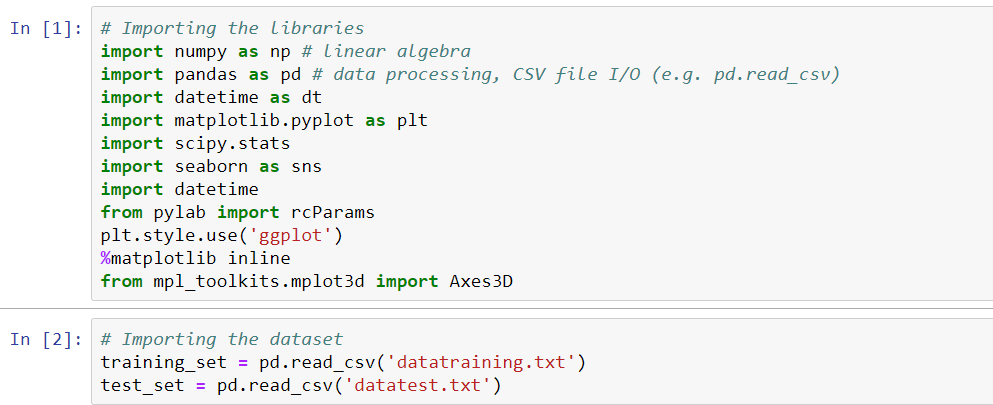 In [1]: # Importing the libraries
import numpy as np # linear algebra
import pandas as pd # data processing, CSV file I/O (e.g. pd.read_csv)
import datetime as dt
import matplotlib.pyplot as plt
import scipy.stats
import seaborn as sns
import datetime
from pylab import rcParams
plt.style.use('ggplot')
%matplotlib inline
from mpl_toolkits.mplot3d import Axes3D
In [2]: # Importing the dataset
training_set = pd.read_csv('datatraining.txt')
test_set = pd.read_csv('datatest.txt')